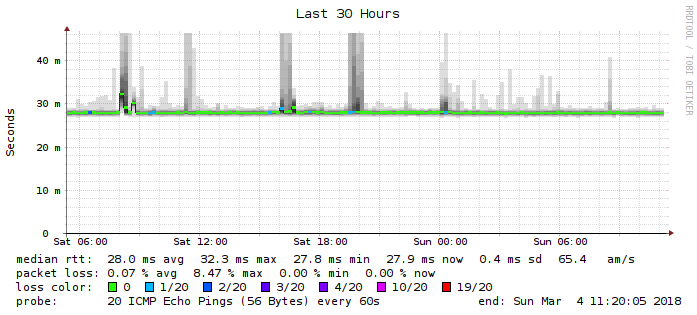 Last 30 Hours
RRDTOOL / TOBI OETIKER
Seconds
40 m
30 m
20 m
10 m
0
Sat 06:00 Sat 12:00 Sat 18:00 Sun 00:00 Sun 06:00
median rtt: 28.0 ms avg 32.3 ms max 27.8 ms min 27.9 ms now 0.4 ms sd 65.4 am/s
packet loss: 0.07 % avg 8.47 % max 0.00 % min 0.00 % now
loss color: 0 1/20 2/20 3/20 4/20 10/20 19/20
probe: 20 ICMP Echo Pings (56 Bytes) every 60s end: Sun Mar 4 11:20:05 2018